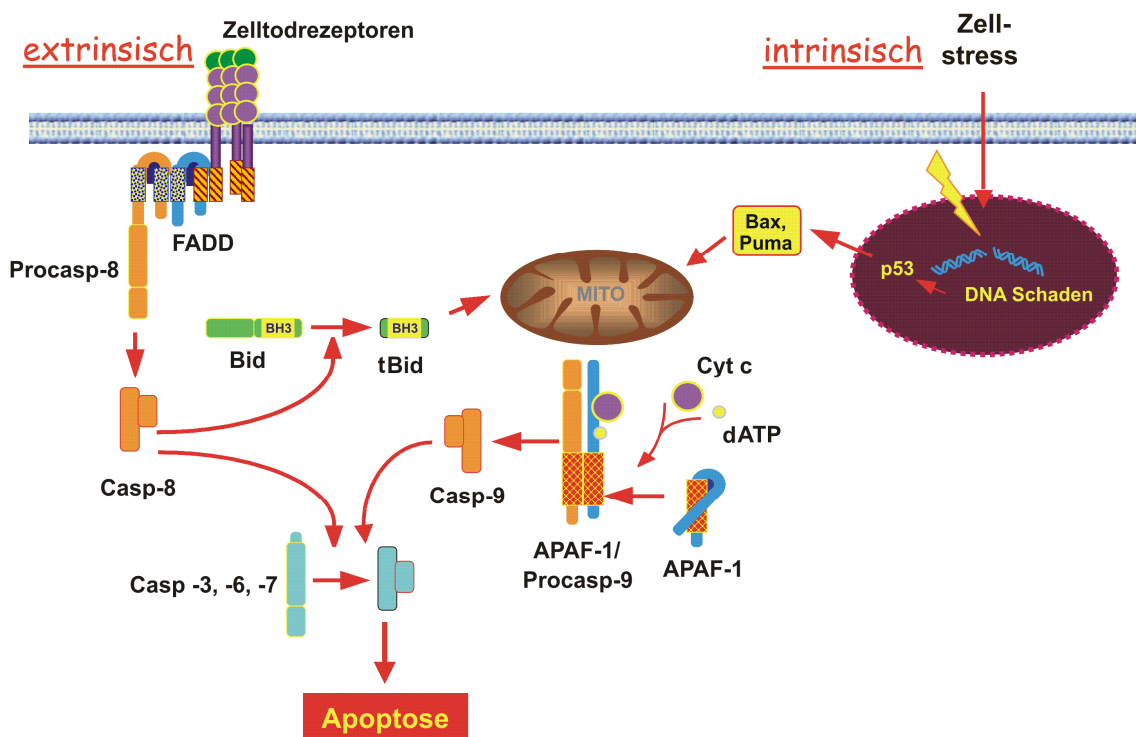 extrinsisch
Zelltodrezeptoren
intrinsisch
Zell-
stress
FADD
Procasp-8
Bax,
Puma
p53
DNA Schaden
MITO
BH3
BH3
Bid
tBid
Cyt c
dATP
Casp-8
Casp-9
APAF-1/
Procasp-9
APAF-1
Casp -3, -6, -7
Apoptose